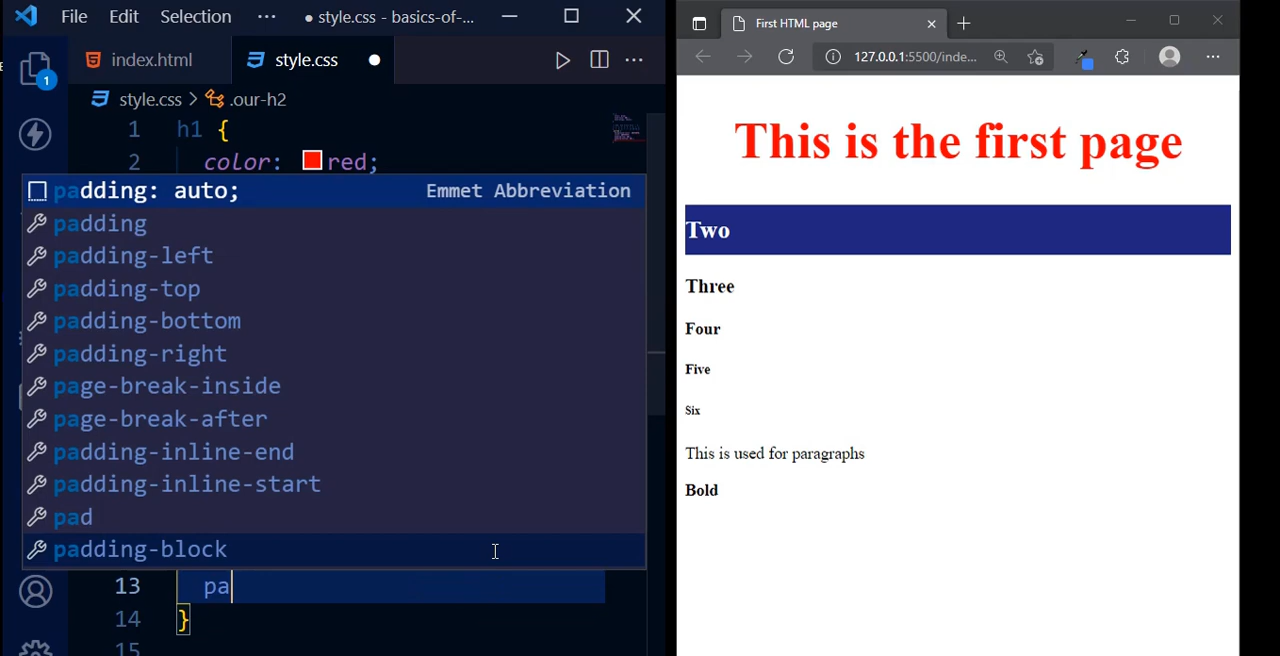 File Edit Selection ··· ● style.css - basics-of-...
index.html style.css ●
style.css > .our-h2
1 h1 {
2 color: red;
padding: auto; Emmet Abbreviation
padding
padding-left
padding-top
padding-bottom
padding-right
page-break-inside
page-break-after
padding-inline-end
padding-inline-start
pad
padding-block
13 pa
14 }
15
1
First HTML page
127.0.0.1:5500/inde...
This is the first page
Two
Three
Four
Five
Six
This is used for paragraphs
Bold